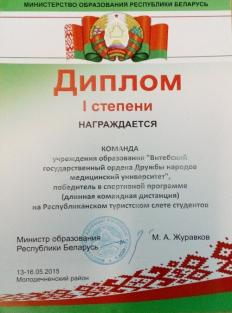 МИНИСТЕРСТВО ОБРАЗОВАНИЯ РЕСПУБЛИКИ БЕЛАРУСЬ
Диплом
I степени
НАГРАЖДАЕТСЯ
КОМАНДА
учреждения образования "Витебский
государственный ордена Дружбы народов
медицинский университет",
победитель в спортивной программе
(длинная командная дистанция)
на Республиканском туристском слете студентов
Министр образования
Республики Беларусь
М. А. Журавков
13-16.05.2015
Молодечненский район